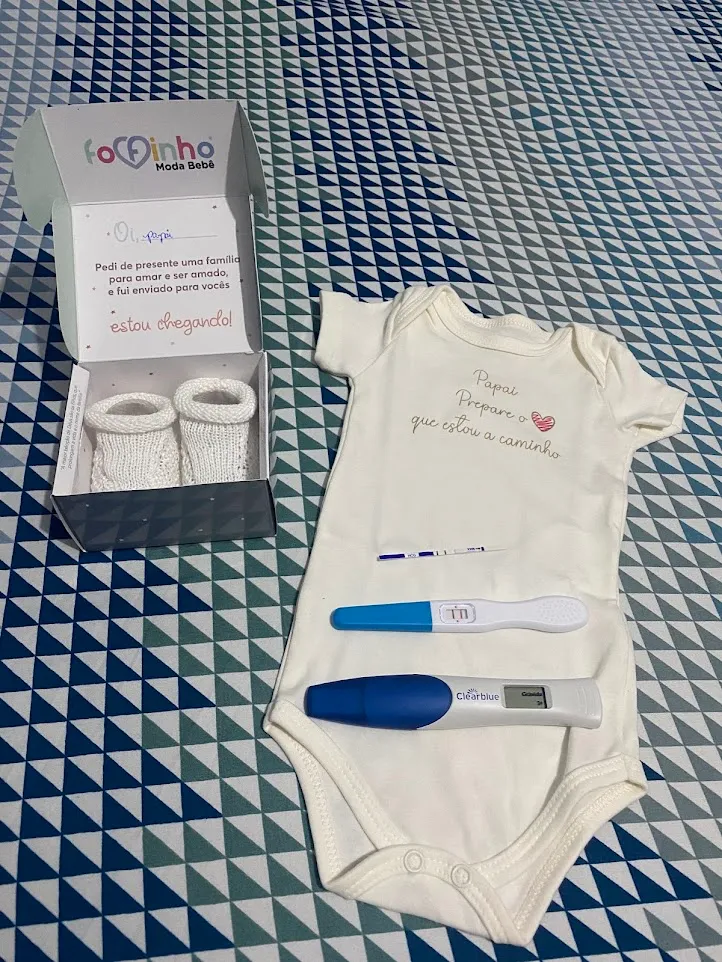 fofinho
Moda Bebê
Oi, papai
Pedi de presente uma família
para amar e ser amado,
e fui enviado para vocês
estou chegando!
Papai
Prepare o
que estou a caminho
HCG
Clearblue
Grávida